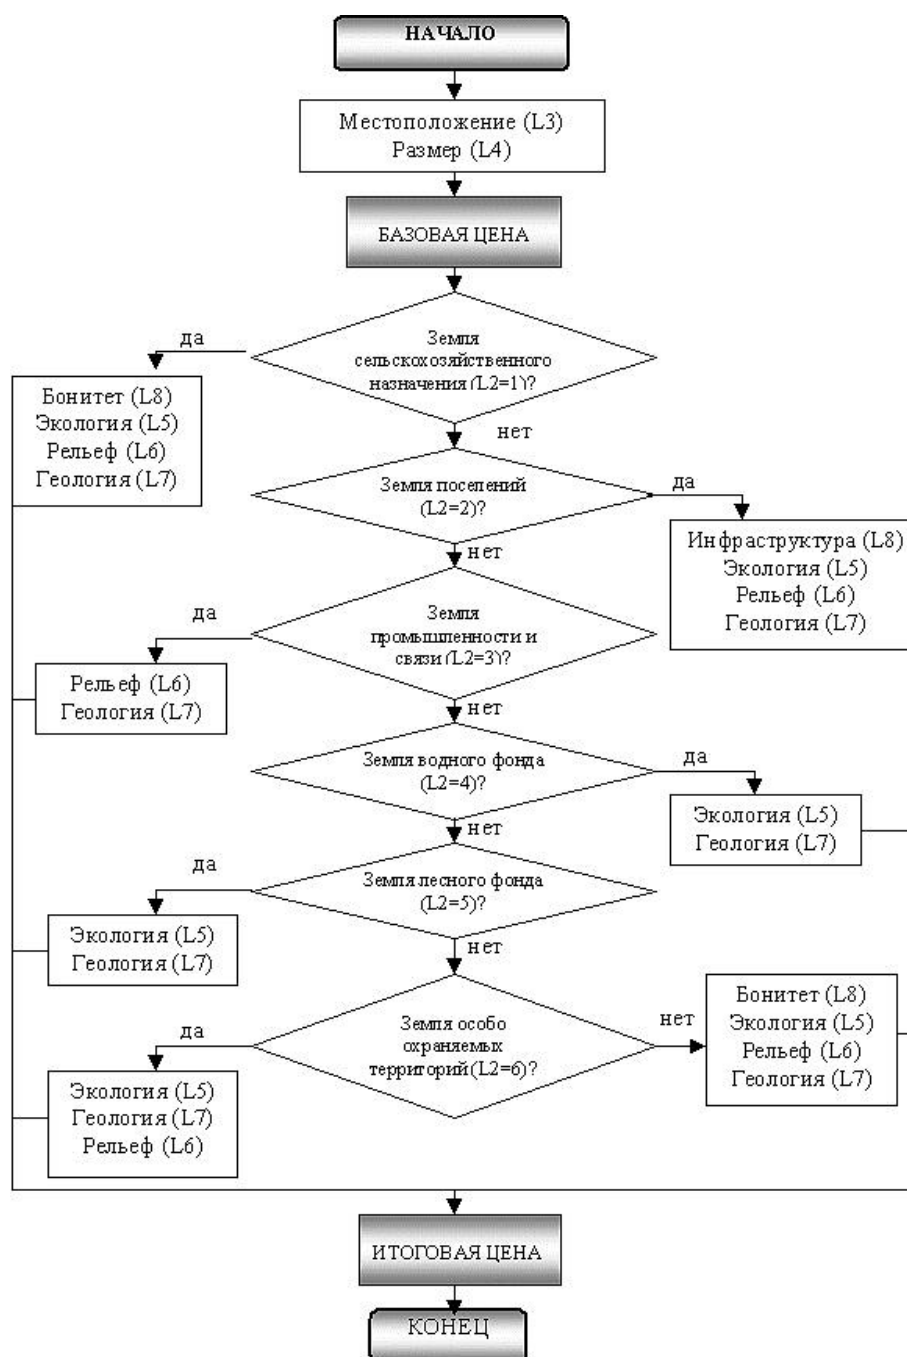 НАЧАЛО
Местоположение (L3)
Размер (L4)
БАЗОВАЯ ЦЕНА
Земля
сельскохозяйственного
назначения (L2=1)?
да
Бонитет (L8)
Экология (L5)
Рельеф (L6)
Геология (L7)
нет
Земля поселений
(L2=2)?
да
Инфраструктура (L8)
Экология (L5)
Рельеф (L6)
Геология (L7)
нет
Земля
промышленности и
связи (L2=3)?
да
Рельеф (L6)
Геология (L7)
нет
Земля водного фонда
(L2=4)?
да
Экология (L5)
Геология (L7)
нет
Земля лесного фонда
(L2=5)?
да
Экология (L5)
Геология (L7)
нет
Земля особо
охраняемых
территорий (L2=6)?
да
Экология (L5)
Геология (L7)
Рельеф (L6)
нет
Бонитет (L8)
Экология (L5)
Рельеф (L6)
Геология (L7)
ИТОГОВАЯ ЦЕНА
КОНЕЦ